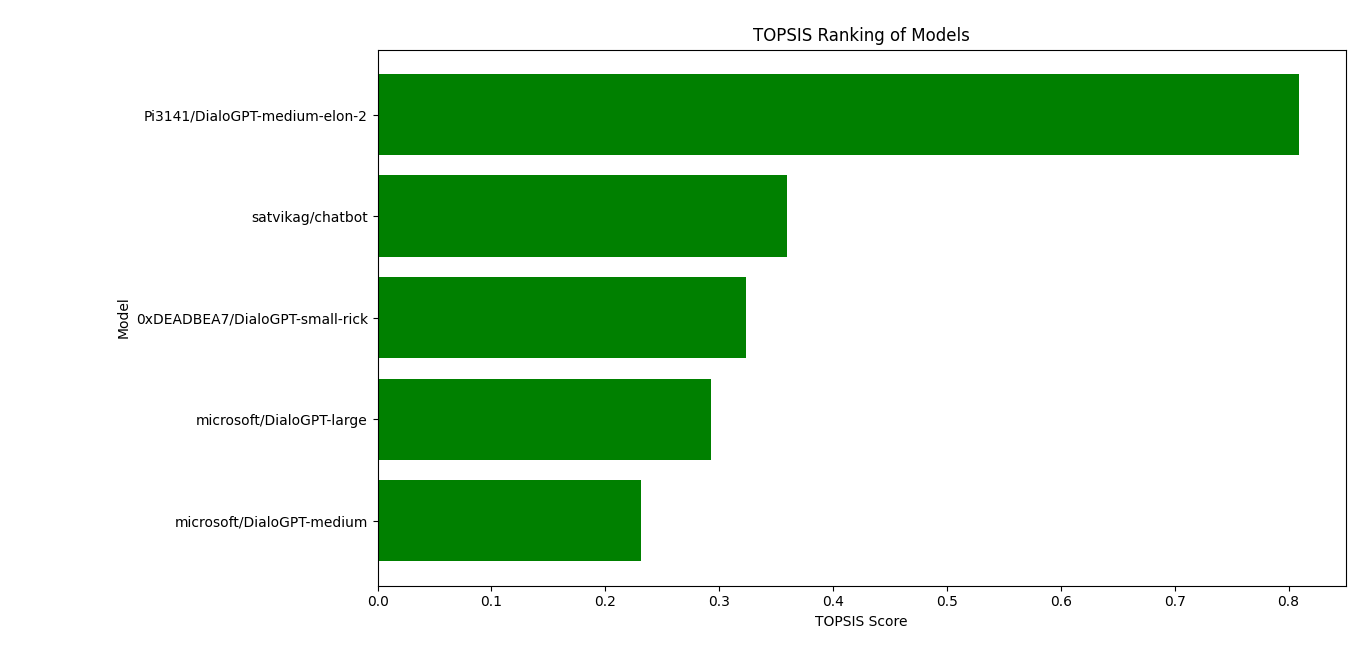 TOPSIS Ranking of Models
Pi3141/DialoGPT-medium-elon-2
satvikag/chatbot
0xDEADBEA7/DialoGPT-small-rick
microsoft/DialoGPT-large
microsoft/DialoGPT-medium
Model
0.0 0.1 0.2 0.3 0.4 0.5 0.6 0.7 0.8
TOPSIS Score